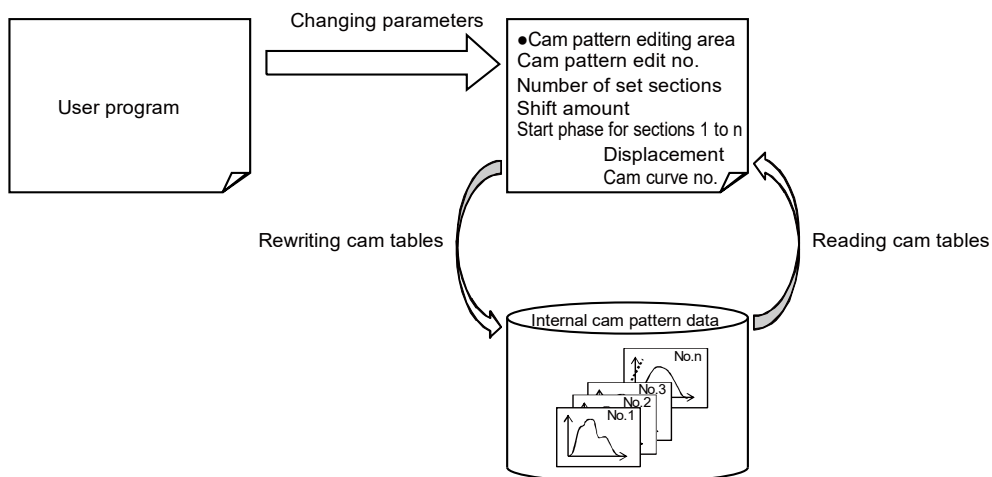 Changing parameters
User program
●Cam pattern editing area
Cam pattern edit no.
Number of set sections
Shift amount
Start phase for sections 1 to n
Displacement
Cam curve no.
Rewriting cam tables
Reading cam tables
Internal cam pattern data
No.n
No.3
No.2
No.1